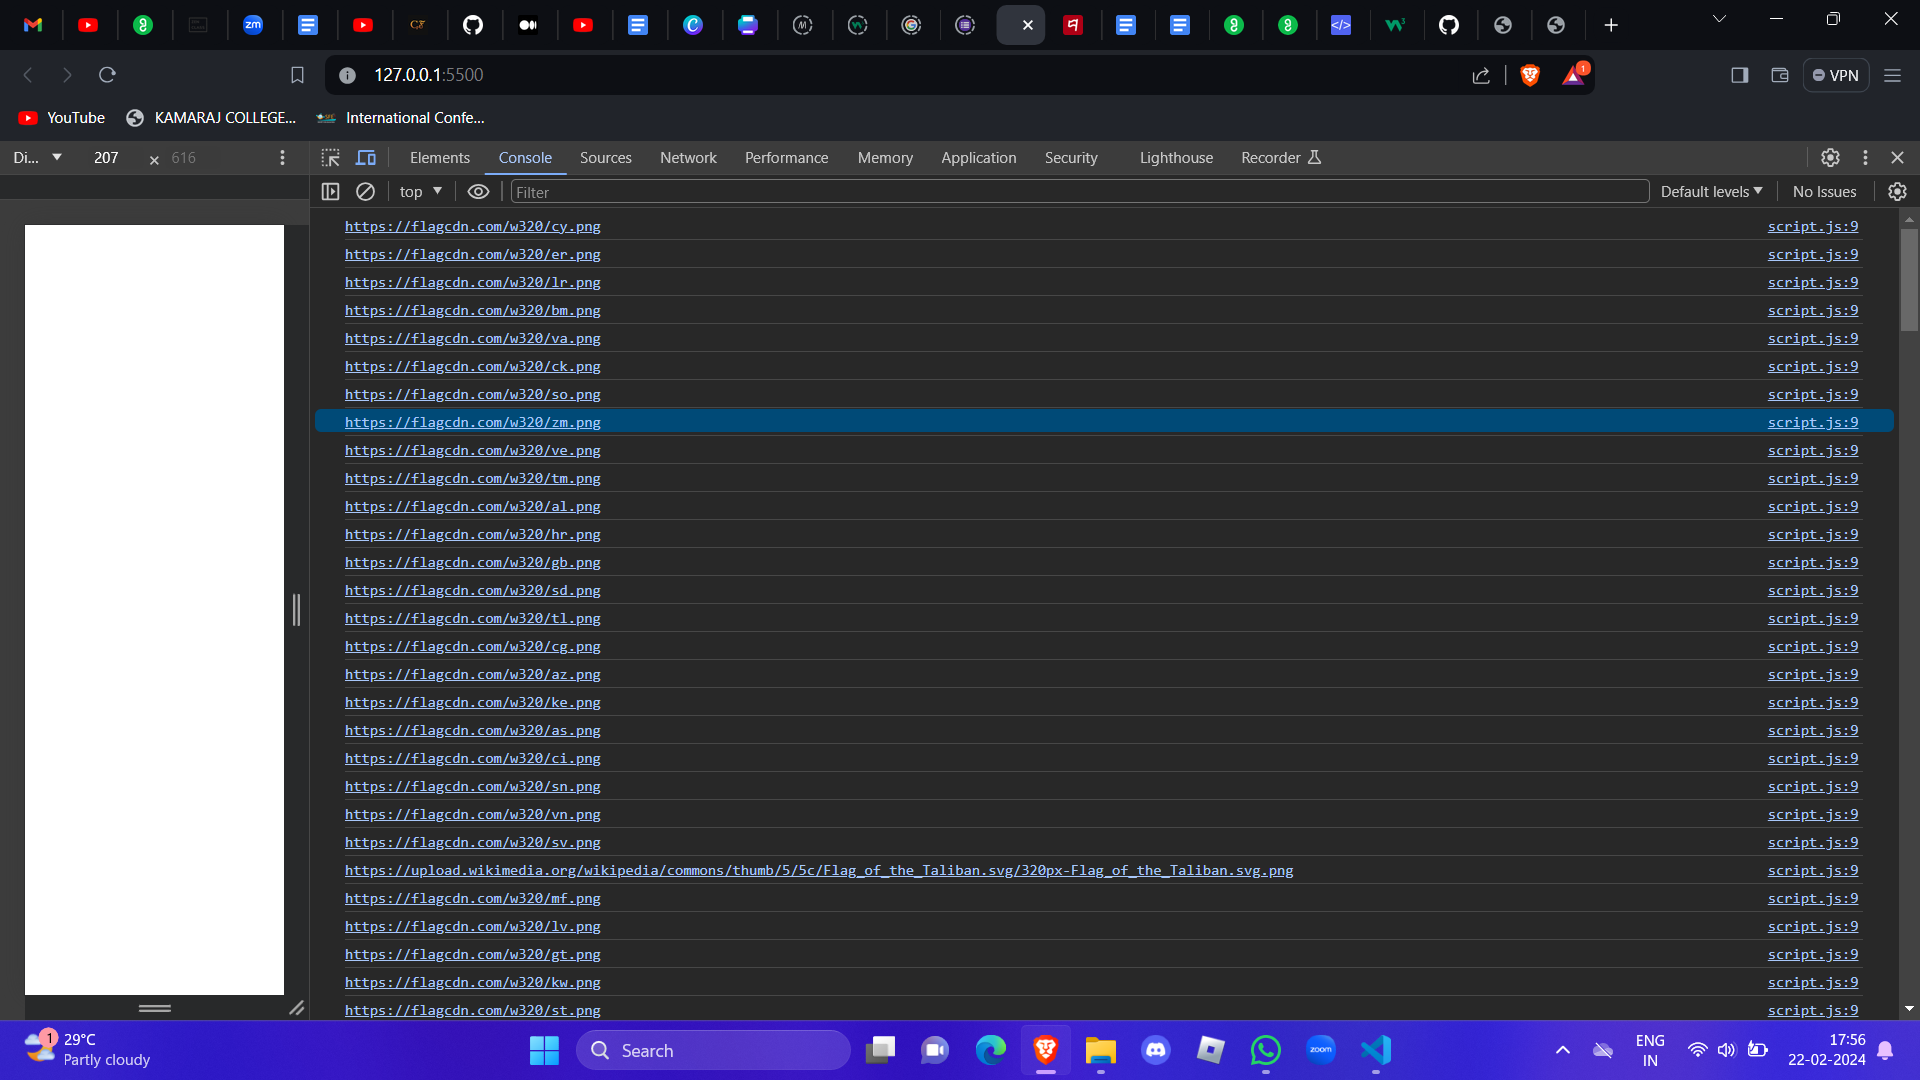 zm
127.0.0.1:5500
1
VPN
YouTube
KAMARAJ COLLEGE...
International Confe...
Di...
207
×
616
Elements
Console
Sources
Network
Performance
Memory
Application
Security
Lighthouse
Recorder
top
Filter
Default levels
No Issues
https://flagcdn.com/w320/cy.png script.js:9
https://flagcdn.com/w320/er.png script.js:9
https://flagcdn.com/w320/lr.png script.js:9
https://flagcdn.com/w320/bm.png script.js:9
https://flagcdn.com/w320/va.png script.js:9
https://flagcdn.com/w320/ck.png script.js:9
https://flagcdn.com/w320/so.png script.js:9
https://flagcdn.com/w320/zm.png script.js:9
https://flagcdn.com/w320/ve.png script.js:9
https://flagcdn.com/w320/tm.png script.js:9
https://flagcdn.com/w320/al.png script.js:9
https://flagcdn.com/w320/hr.png script.js:9
https://flagcdn.com/w320/gb.png script.js:9
https://flagcdn.com/w320/sd.png script.js:9
https://flagcdn.com/w320/tl.png script.js:9
https://flagcdn.com/w320/cg.png script.js:9
https://flagcdn.com/w320/az.png script.js:9
https://flagcdn.com/w320/ke.png script.js:9
https://flagcdn.com/w320/as.png script.js:9
https://flagcdn.com/w320/ci.png script.js:9
https://flagcdn.com/w320/sn.png script.js:9
https://flagcdn.com/w320/vn.png script.js:9
https://flagcdn.com/w320/sv.png script.js:9
https://upload.wikimedia.org/wikipedia/commons/thumb/5/5c/Flag_of_the_Taliban.svg/320px-Flag_of_the_Taliban.svg.png script.js:9
https://flagcdn.com/w320/mf.png script.js:9
https://flagcdn.com/w320/lv.png script.js:9
https://flagcdn.com/w320/gt.png script.js:9
https://flagcdn.com/w320/kw.png script.js:9
https://flagcdn.com/w320/st.png script.js:9
1
29°C
Partly cloudy
Search
zoom
ENG
IN
17:56
22-02-2024